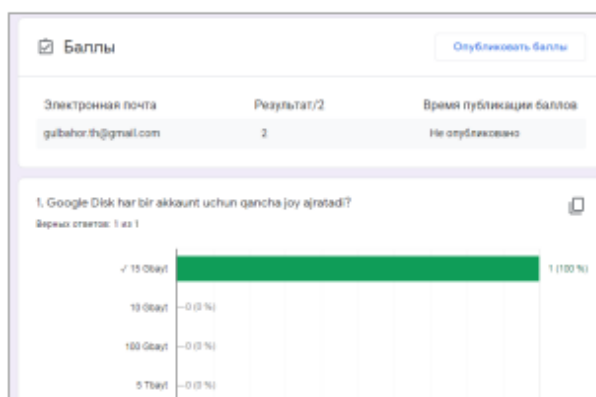 Баллы
Опубликовать баллы
Электронная почта Результат/2 Время публикации баллов
gulbahor.th@gmail.com 2 Не опубликовано
1. Google Disk har bir akkaunt uchun qancha joy ajratadi?
Верных ответов: 1 из 1
✓ 15 Gbayt 1 (100 %)
10 Gbayt 0 (0 %)
100 Gbayt 0 (0 %)
5 Tbayt 0 (0 %)